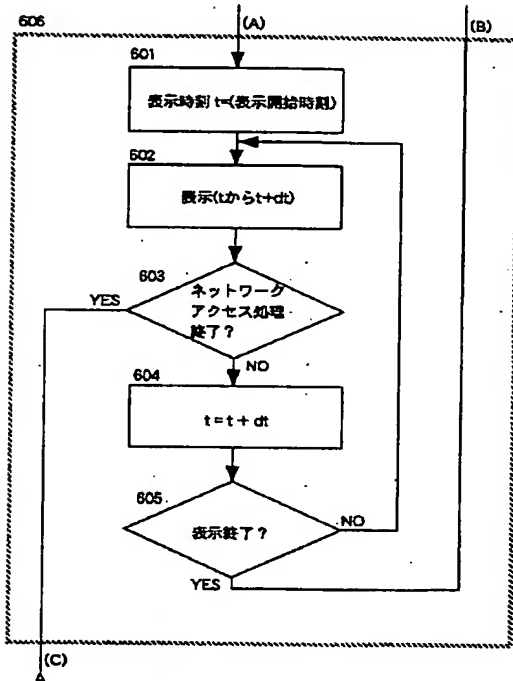 606
(A)
(B)
601
表示時刻 t=(表示開始時刻)
602
表示(tからt+dt)
603
ネットワーク
アクセス処理
終了?
YES
NO
604
t = t + dt
605
表示終了?
NO
YES
(C)